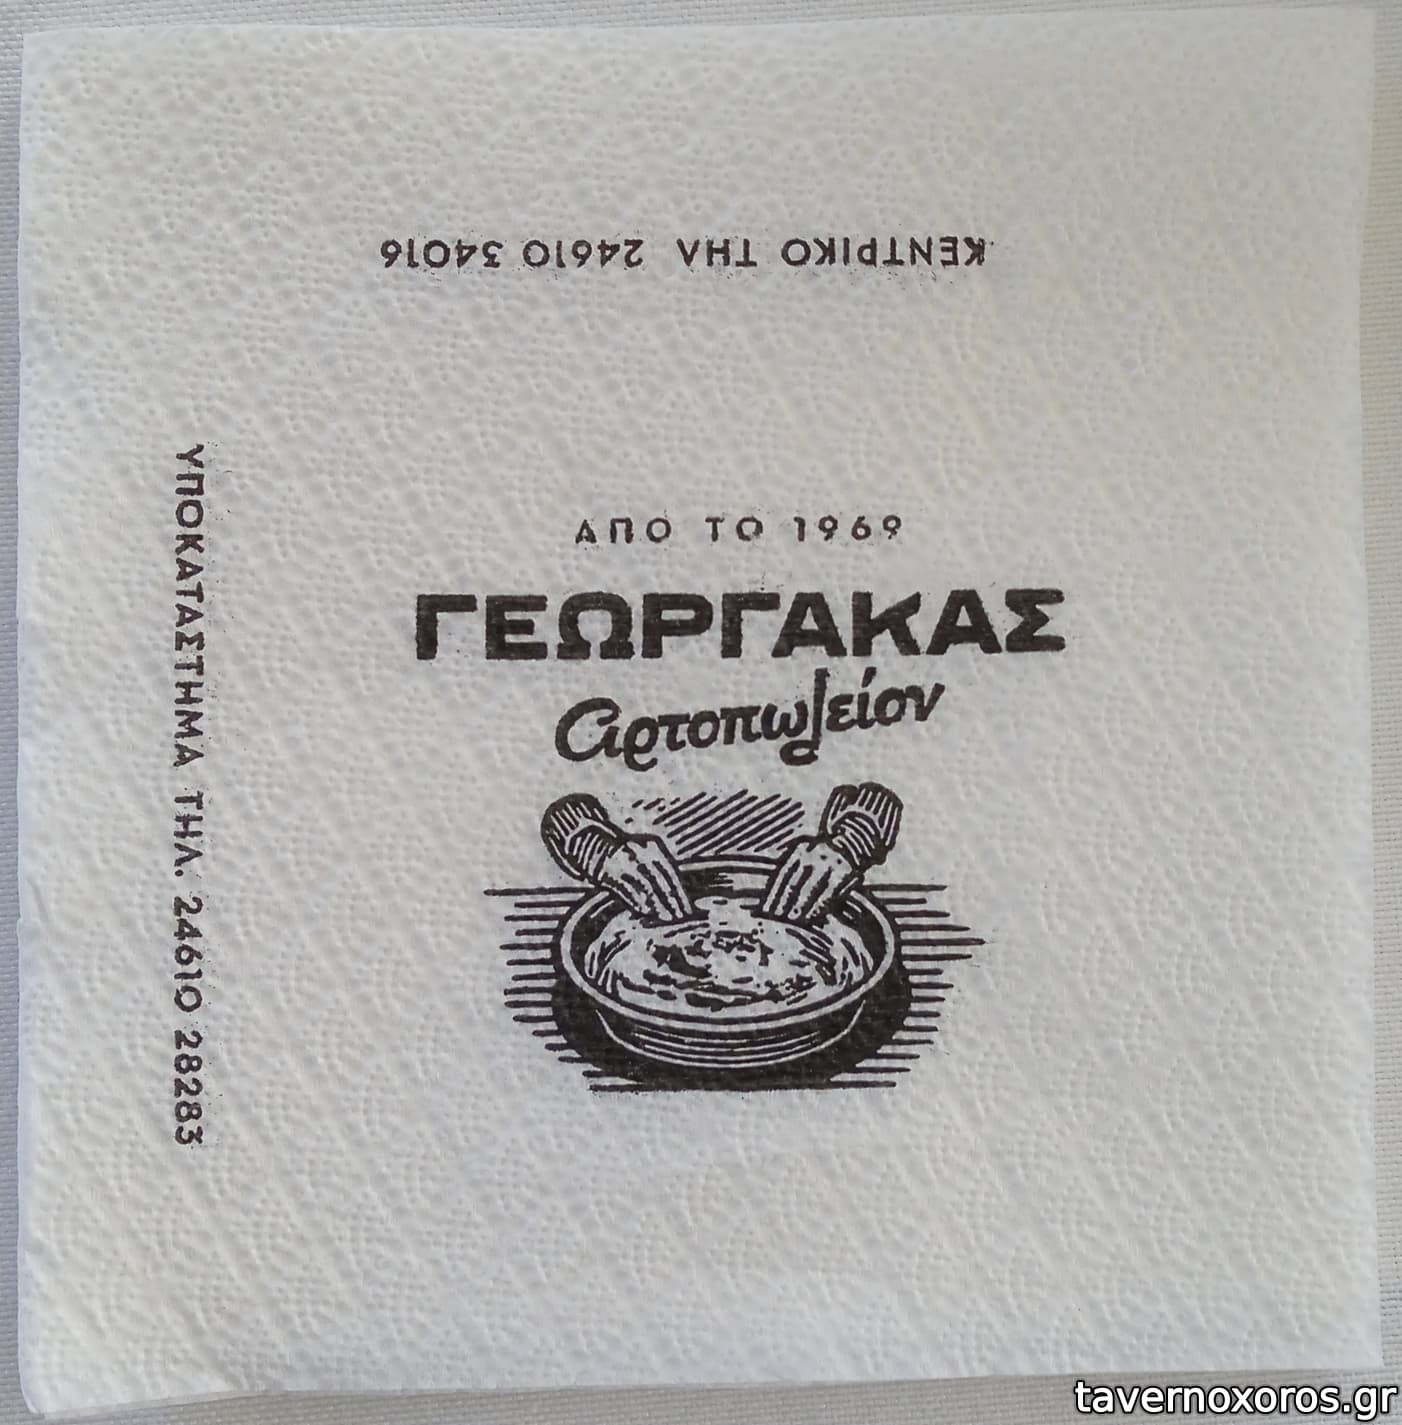 ΚΕΝΤΡΙΚΟ ΤΗΛ 24610 34016
ΥΠΟΚΑΤΑΣΤΗΜΑ ΤΗΛ. 24610 28283
ΑΠΟ ΤΟ 1969
ΓΕΩΡΓΑΚΑΣ
Αρτοπωλείον
tavernoxoros.gr